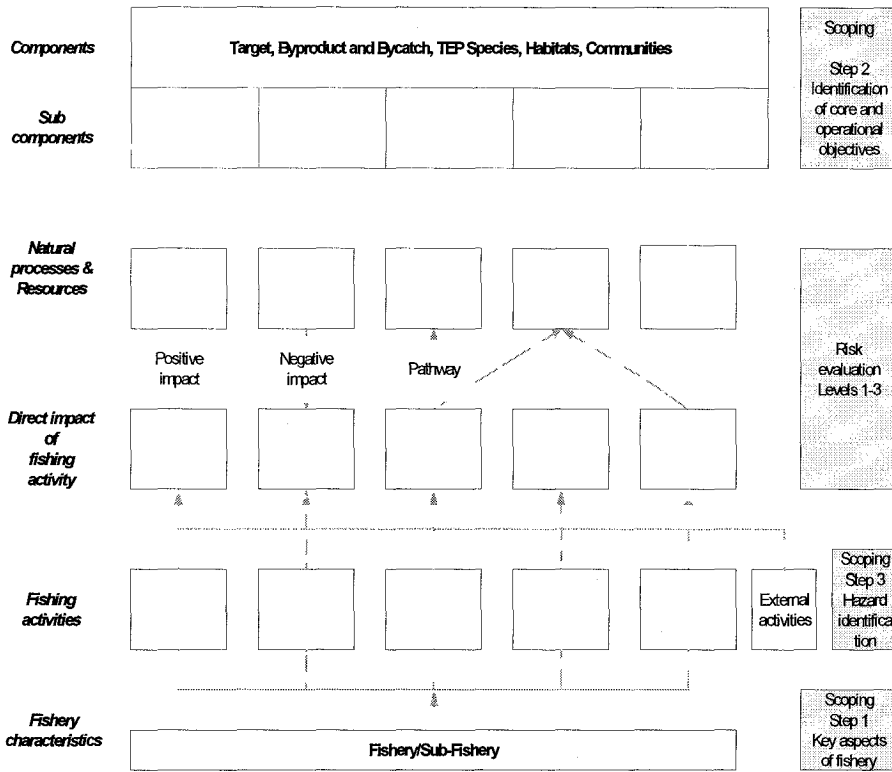 Components
Target, Byproduct and Bycatch, TEP Species, Habitats, Communities
Scoping
Step 2
Identification
of core and
operational
objectives
Sub
components
Natural
processes &
Resources
Positive
impact
Negative
impact
Pathway
Risk
evaluation
Levels 1-3
Direct impact
of
fishing
activity
Fishing
activities
External
activities
Scoping
Step 3
Hazard
identifica
tion
Fishery
characteristics
Fishery/Sub-Fishery
Scoping
Step 1
Key aspects
of fishery